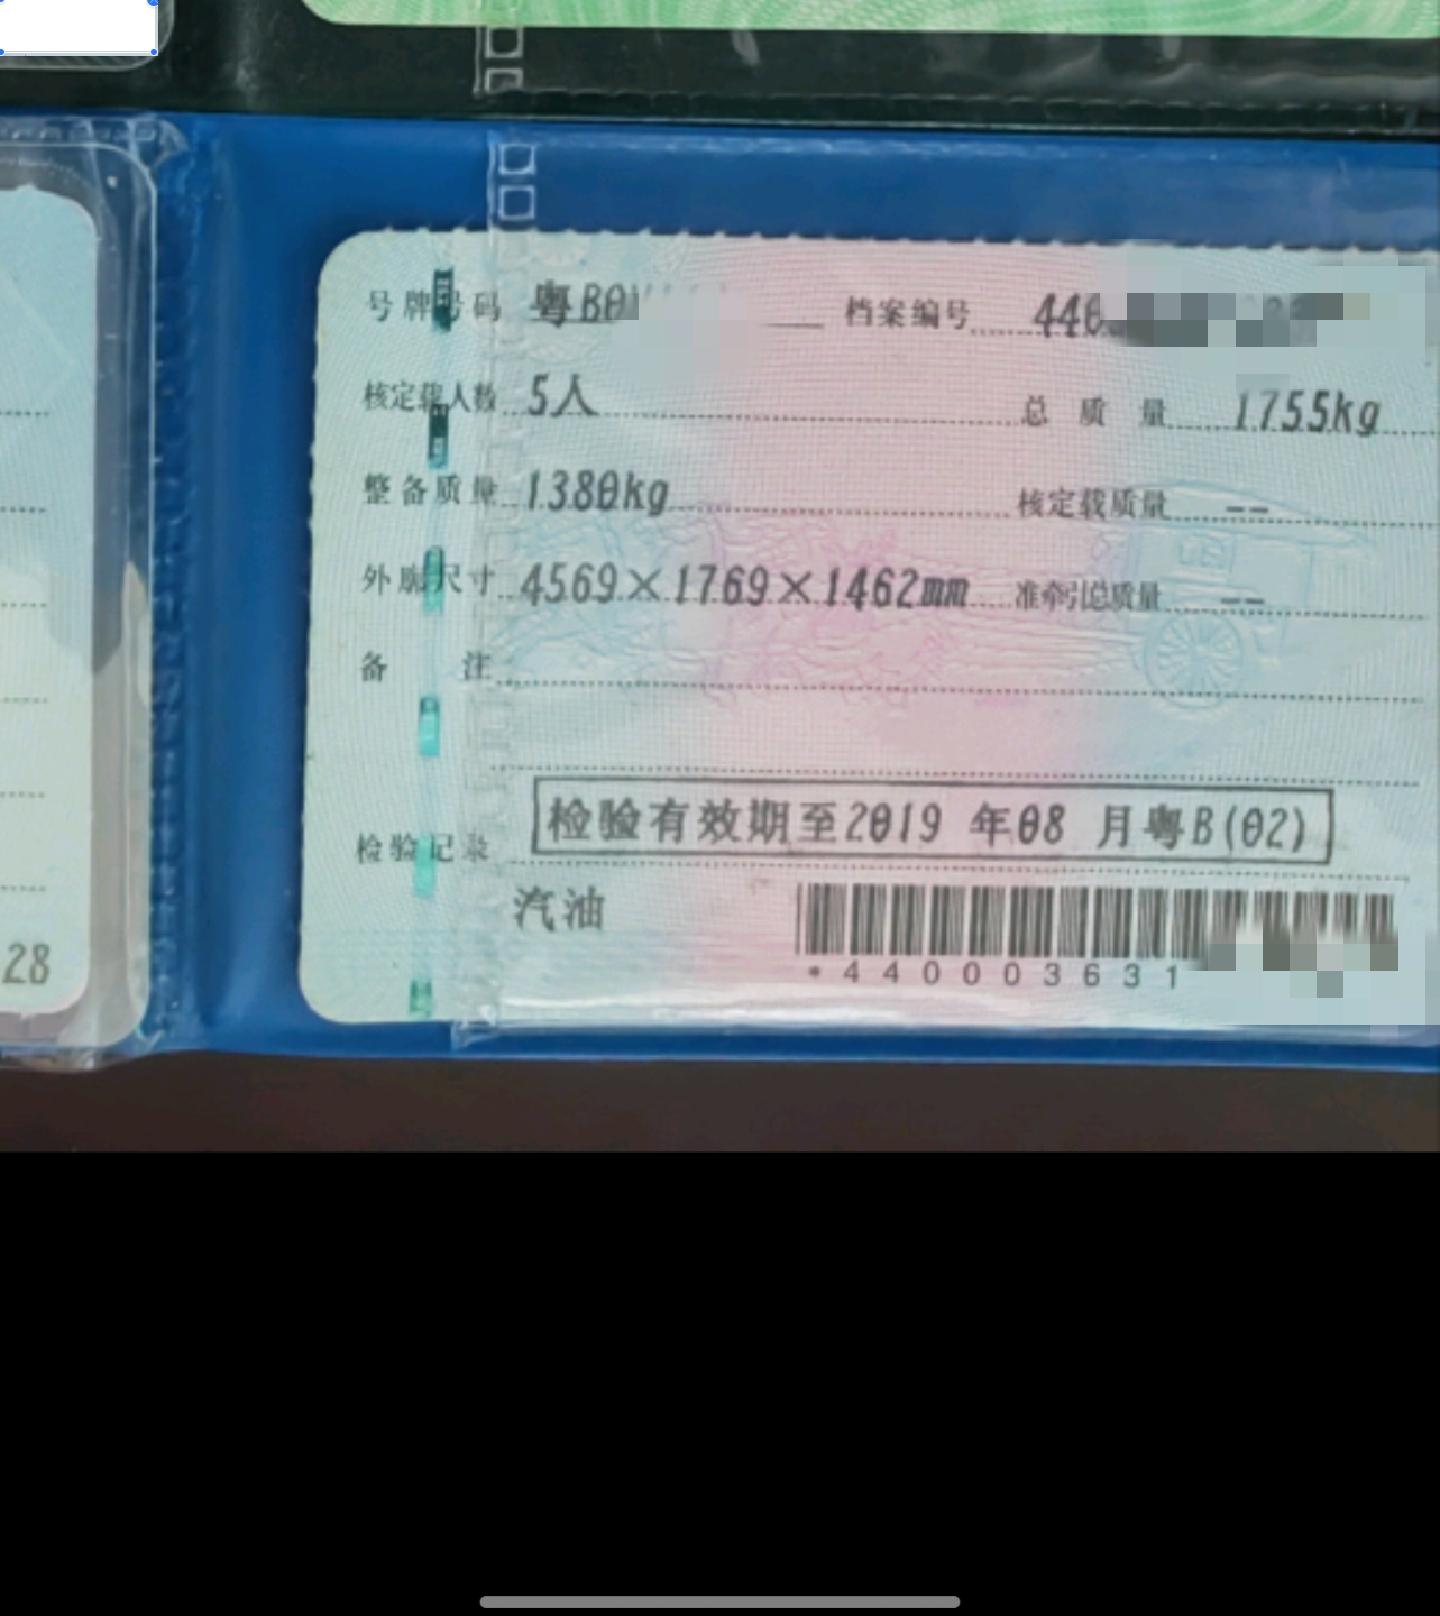 号牌号码 粤B0 档案编号 440
核定载人数 5人 总质量 1755kg
整备质量 1380kg 核定载质量 --
外廓尺寸 4569×1769×1462mm 准牵引总质量 --
备注
检验记录 检验有效期至2019 年08 月粤B(02)
汽油
*440003631
28